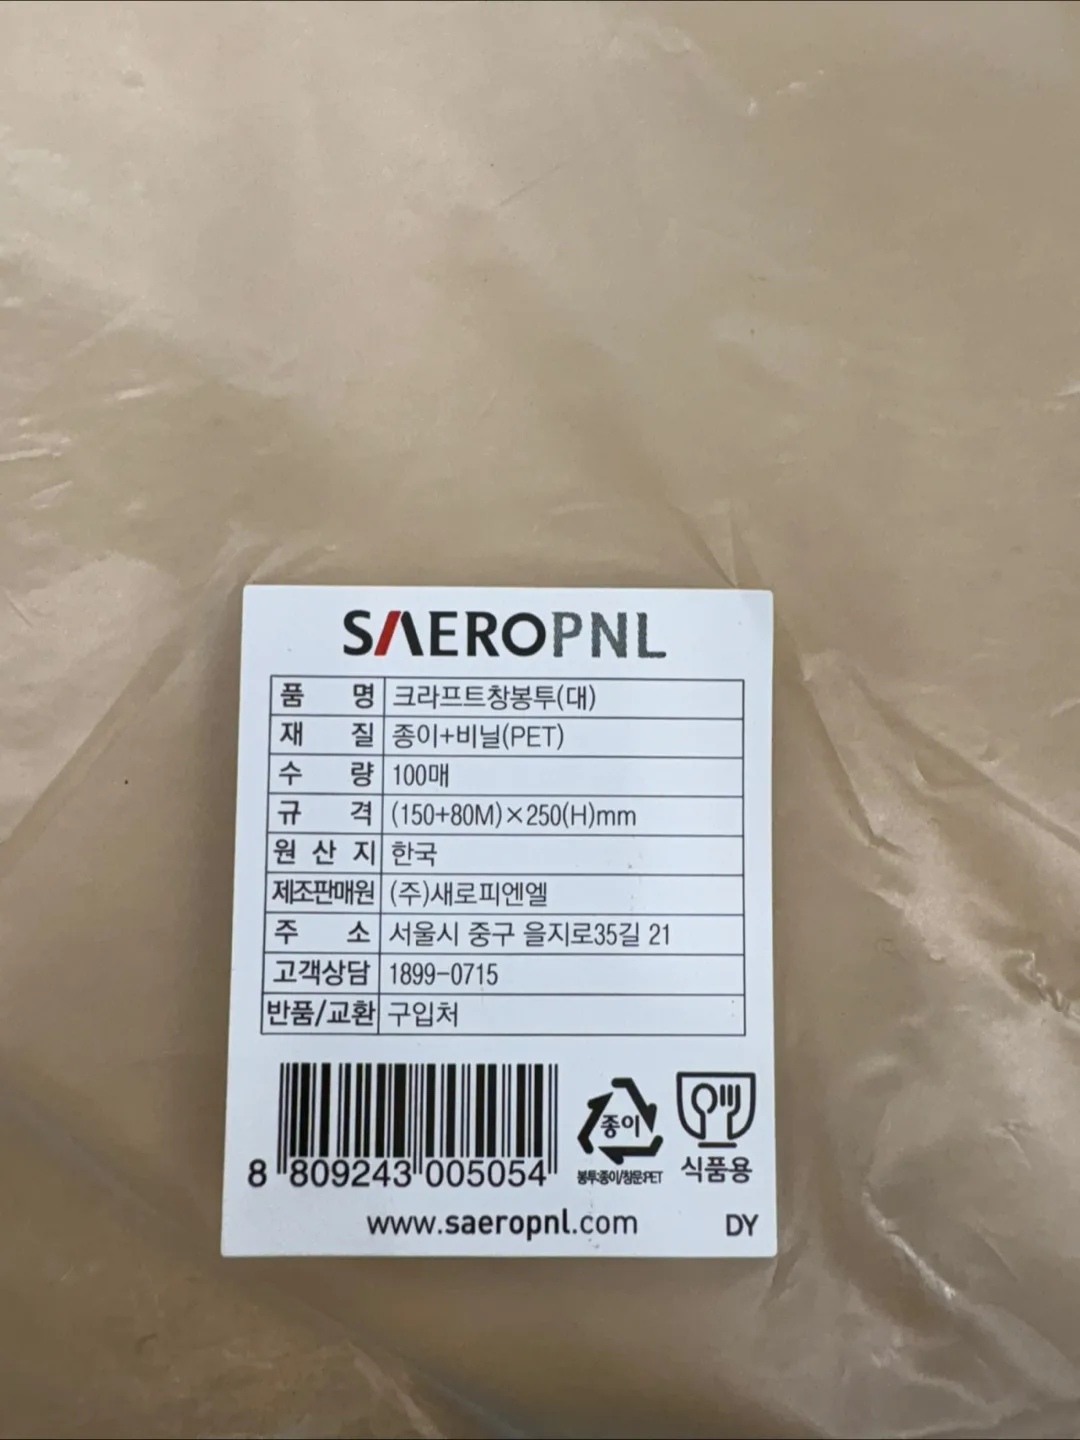 SAEROPNL
품 명 크라프트창봉투(대)
재 질 종이+비닐(PET)
수 량 100매
규 격 (150+80M)×250(H)mm
원 산 지 한국
제조판매원 (주)새로피엔엘
주 소 서울시 중구 을지로35길 21
고객상담 1899-0715
반품/교환 구입처
종이
8 809243 005054
봉투:종이/창문:PET
식품용
www.saeropnl.com
DY